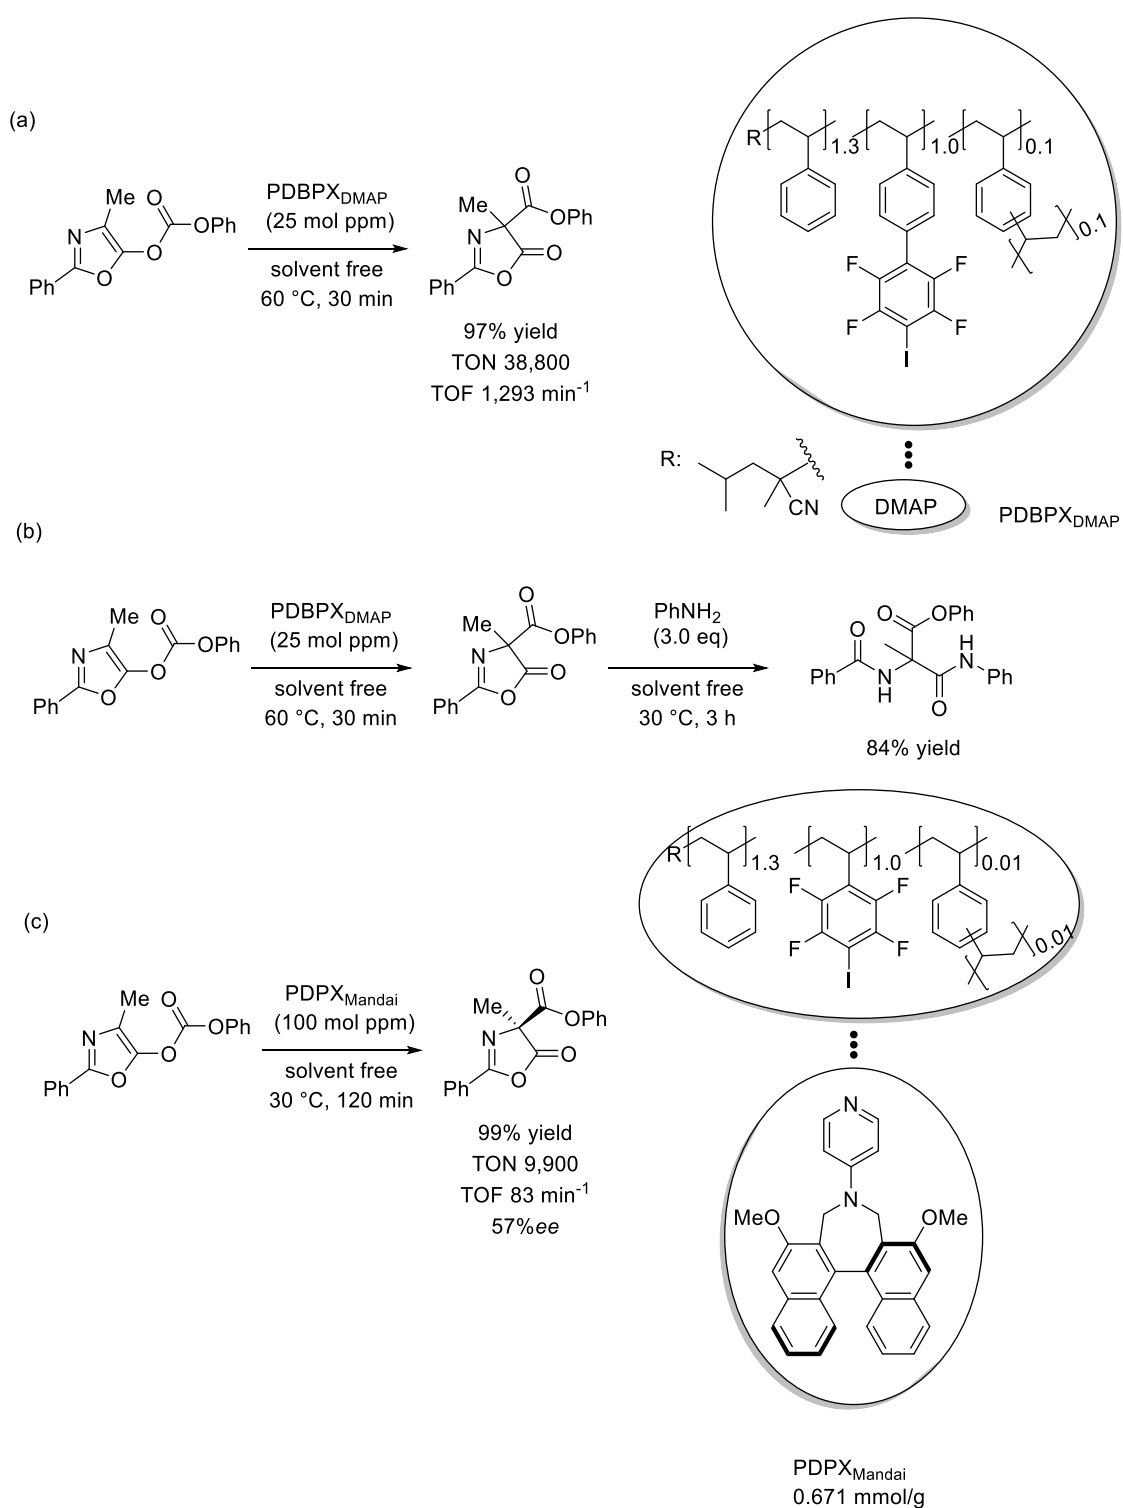 (a)
Me
O
O
OPh
N
O
Ph
PDBPX_DMAP
(25 mol ppm)
solvent free
60 °C, 30 min
O
Me
OPh
N
O
O
Ph
97% yield
TON 38,800
TOF 1,293 min-1
R
1.3
1.0
0.1
0.1
F
F
F
F
I
R:
CN
DMAP
PDBPX_DMAP
(b)
Me
O
O
OPh
N
O
Ph
PDBPX_DMAP
(25 mol ppm)
solvent free
60 °C, 30 min
O
Me
OPh
N
O
O
Ph
PhNH2
(3.0 eq)
solvent free
30 °C, 3 h
O
OPh
O
H
N
Ph
Ph
N
H
O
84% yield
R
1.3
1.0
0.01
0.01
F
F
F
F
I
(c)
Me
O
O
OPh
N
O
Ph
PDPX_Mandai
(100 mol ppm)
solvent free
30 °C, 120 min
O
Me
OPh
N
O
O
Ph
99% yield
TON 9,900
TOF 83 min-1
57%ee
N
N
MeO
OMe
PDPX_Mandai
0.671 mmol/g